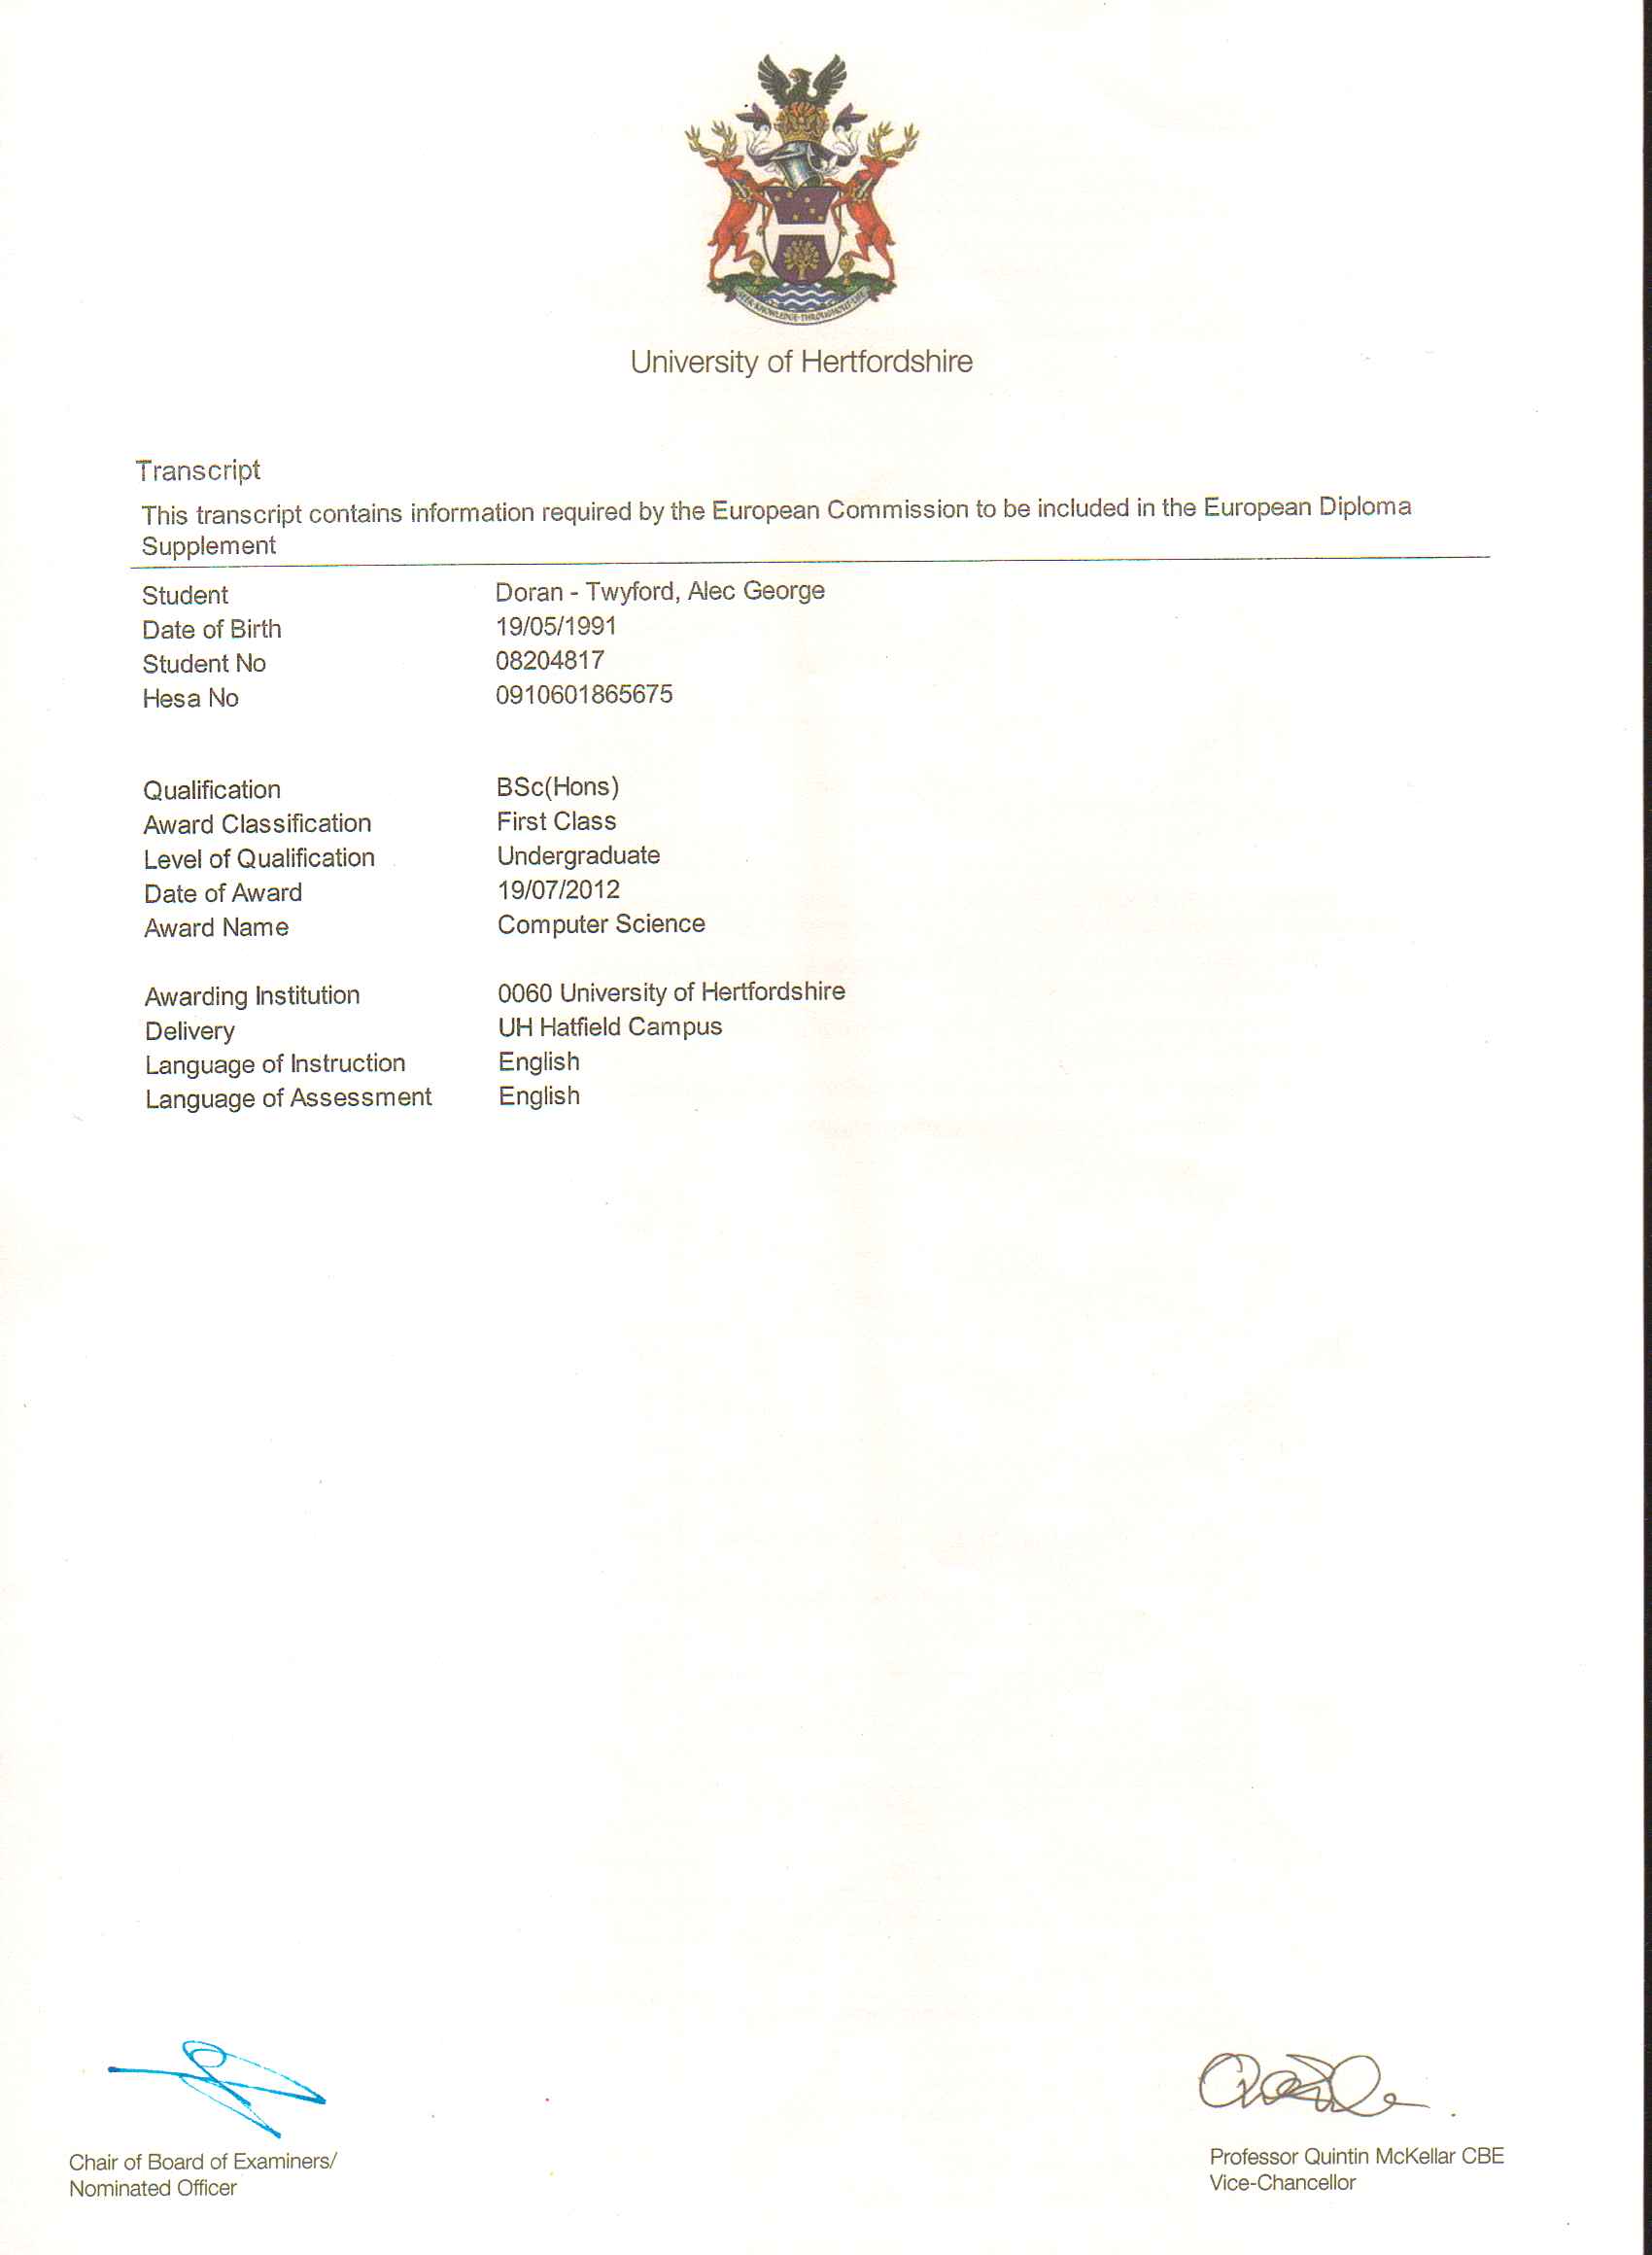 SEEK·KNOWLEDGE·THROUGHOUT·LIFE
University of Hertfordshire
Transcript
This transcript contains information required by the European Commission to be included in the European Diploma
Supplement
Student Doran - Twyford, Alec George
Date of Birth 19/05/1991
Student No 08204817
Hesa No 0910601865675
Qualification BSc(Hons)
Award Classification First Class
Level of Qualification Undergraduate
Date of Award 19/07/2012
Award Name Computer Science
Awarding Institution 0060 University of Hertfordshire
Delivery UH Hatfield Campus
Language of Instruction English
Language of Assessment English
Chair of Board of Examiners/
Nominated Officer
Professor Quintin McKellar CBE
Vice-Chancellor